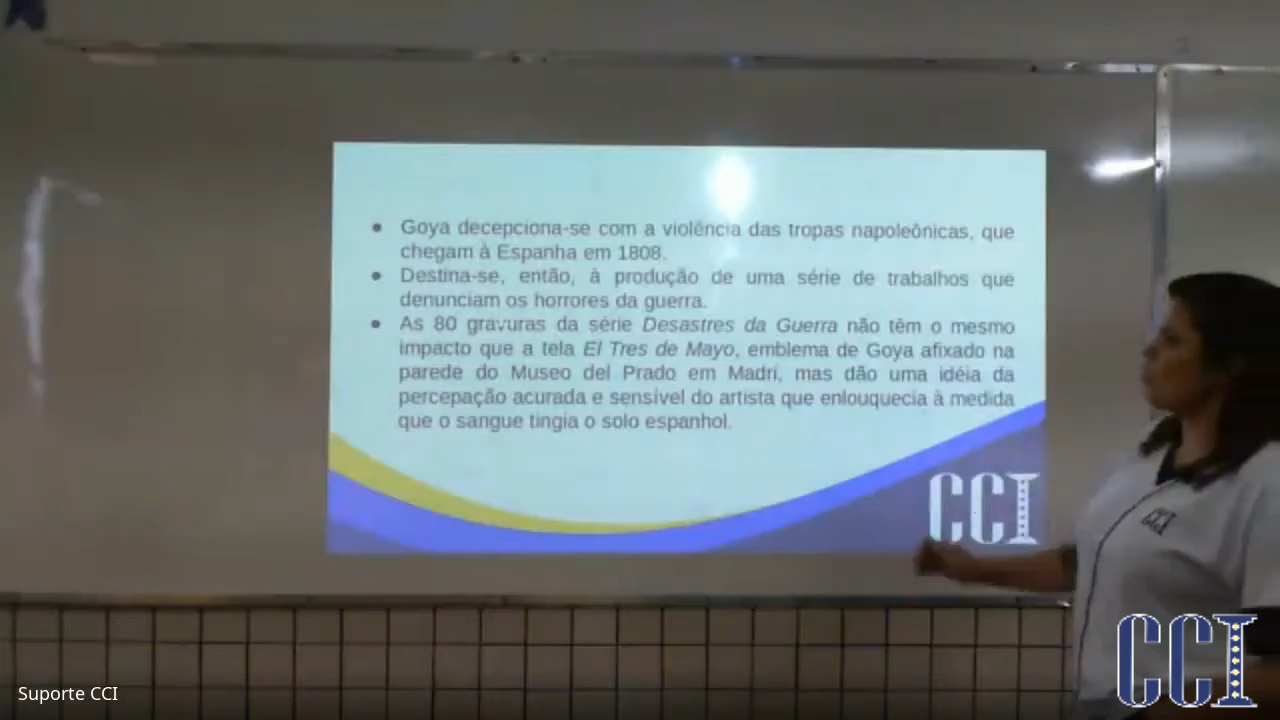 Goya decepciona-se com a violência das tropas napoleônicas, que
chegam à Espanha em 1808.
Destina-se, então, à produção de uma série de trabalhos que
denunciam os horrores da guerra.
As 80 gravuras da série Desastres da Guerra não têm o mesmo
impacto que a tela El Tres de Mayo, emblema de Goya afixado na
parede do Museo del Prado em Madri, mas dão uma idéia da
percepação acurada e sensível do artista que enlouquecia à medida
que o sangue tingia o solo espanhol.
CCI
CCI
CCI
Suporte CCI